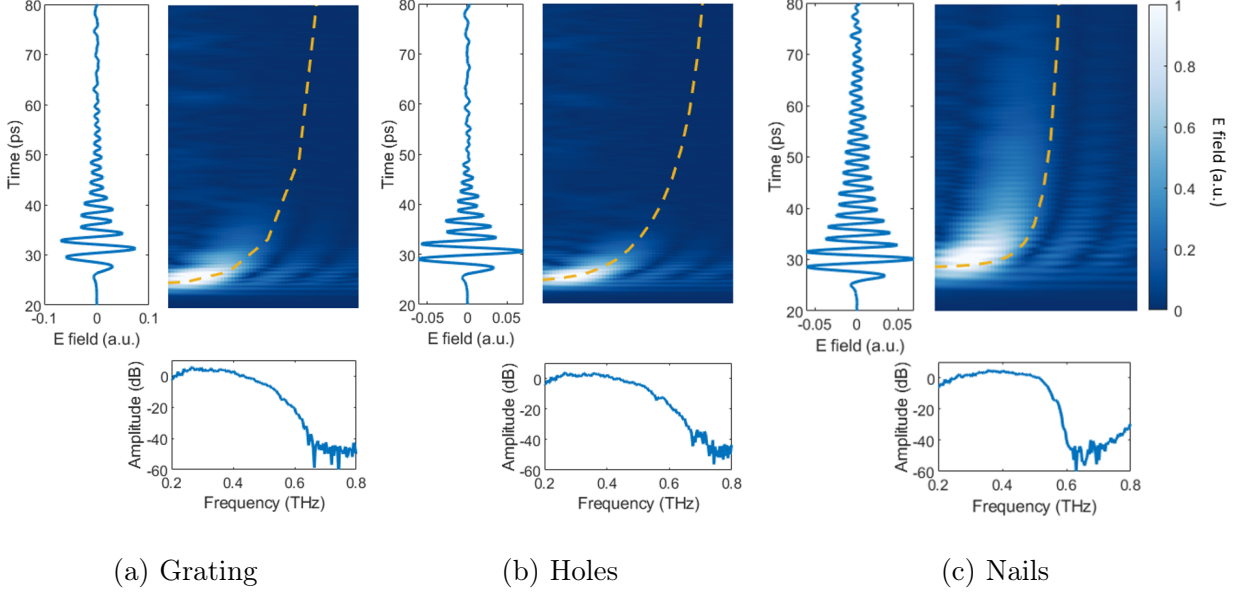 80
70
60
50
40
30
20
Time (ps)
-0.1 0 0.1
E field (a.u.)
0
-20
-40
-60
Amplitude (dB)
0.2 0.4 0.6 0.8
Frequency (THz)
80
70
60
50
40
30
20
Time (ps)
-0.05 0 0.05
E field (a.u.)
0
-20
-40
-60
Amplitude (dB)
0.2 0.4 0.6 0.8
Frequency (THz)
80
70
60
50
40
30
20
Time (ps)
-0.05 0 0.05
E field (a.u.)
1
0.8
0.6
0.4
0.2
0
E field (a.u.)
0
-20
-40
-60
Amplitude (dB)
0.2 0.4 0.6 0.8
Frequency (THz)
(a) Grating
(b) Holes
(c) Nails